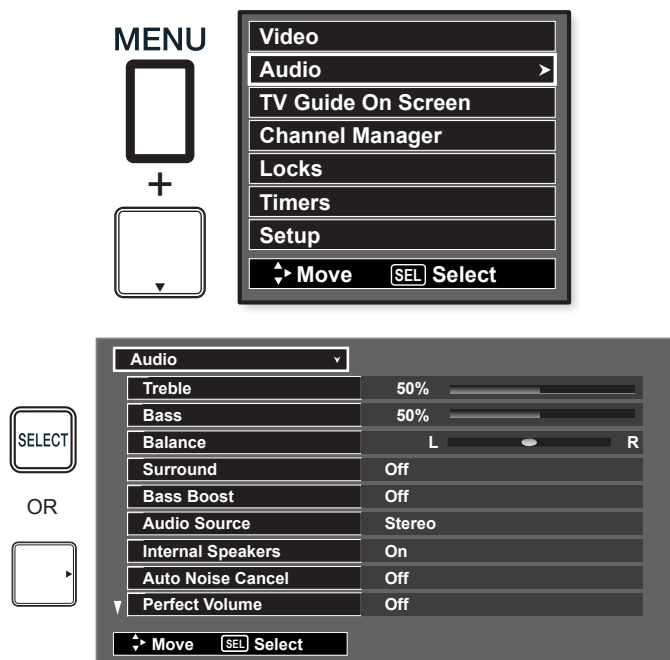 MENU
+
Video
Audio
TV Guide On Screen
Channel Manager
Locks
Timers
Setup
Move SEL Select
SELECT
OR
Audio
Treble 50%
Bass 50%
Balance L R
Surround Off
Bass Boost Off
Audio Source Stereo
Internal Speakers On
Auto Noise Cancel Off
Perfect Volume Off
Move SEL Select